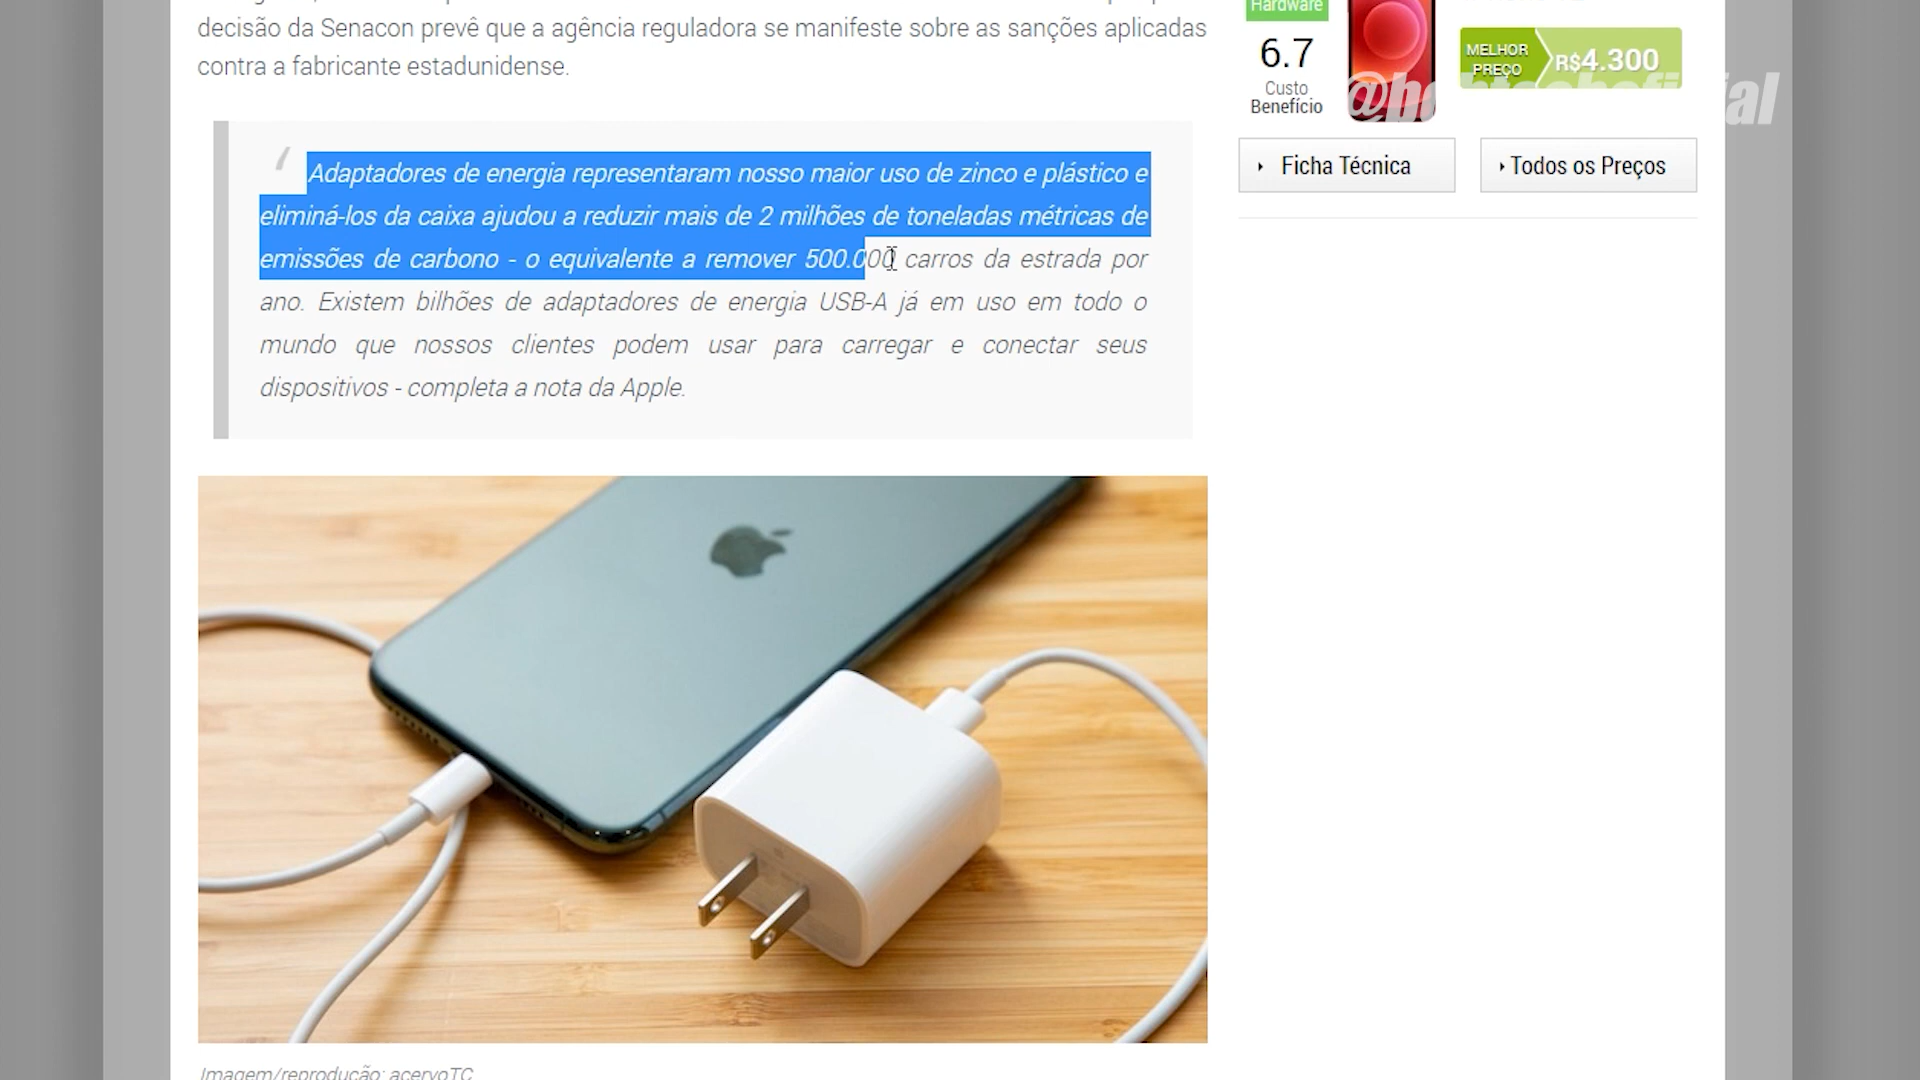 decisão da Senacon prevê que a agência reguladora se manifeste sobre as sanções aplicadas
contra a fabricante estadunidense.
Adaptadores de energia representaram nosso maior uso de zinco e plástico e
eliminá-los da caixa ajudou a reduzir mais de 2 milhões de toneladas métricas de
emissões de carbono - o equivalente a remover 500.000 carros da estrada por
ano. Existem bilhões de adaptadores de energia USB-A já em uso em todo o
mundo que nossos clientes podem usar para carregar e conectar seus
dispositivos - completa a nota da Apple.
Imagem/reprodução: acervoTC
Hardware
6.7
Custo
Benefício
MELHOR
PREÇO
R$4.300
Ficha Técnica
Todos os Preços